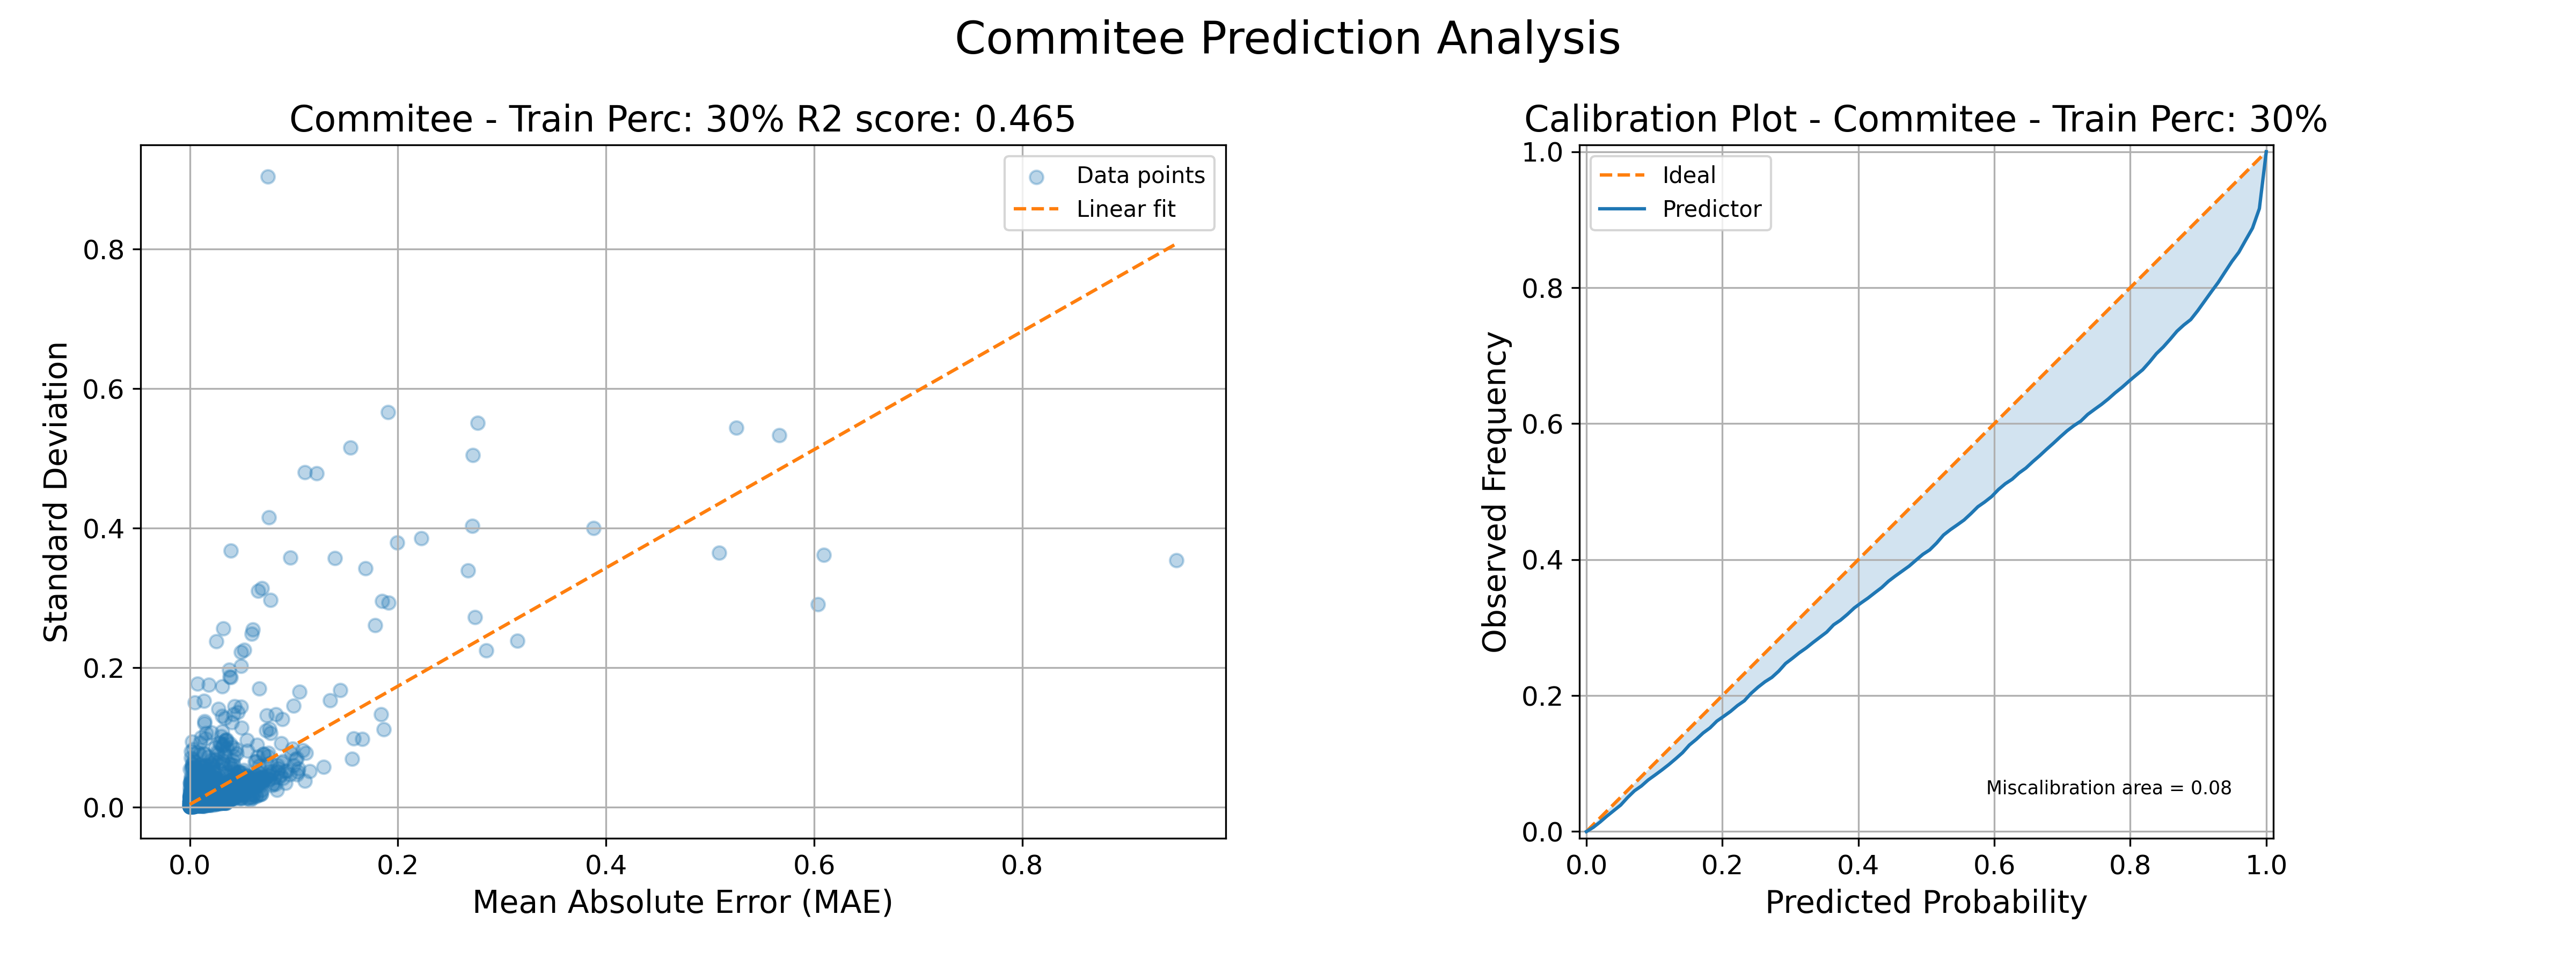 Commitee Prediction Analysis
Commitee - Train Perc: 30% R2 score: 0.465
Data points
Linear fit
Standard Deviation
0.8
0.6
0.4
0.2
0.0
0.0 0.2 0.4 0.6 0.8
Mean Absolute Error (MAE)
Calibration Plot - Commitee - Train Perc: 30%
Ideal
Predictor
Observed Frequency
1.0
0.8
0.6
0.4
0.2
0.0
Miscalibration area = 0.08
0.0 0.2 0.4 0.6 0.8 1.0
Predicted Probability